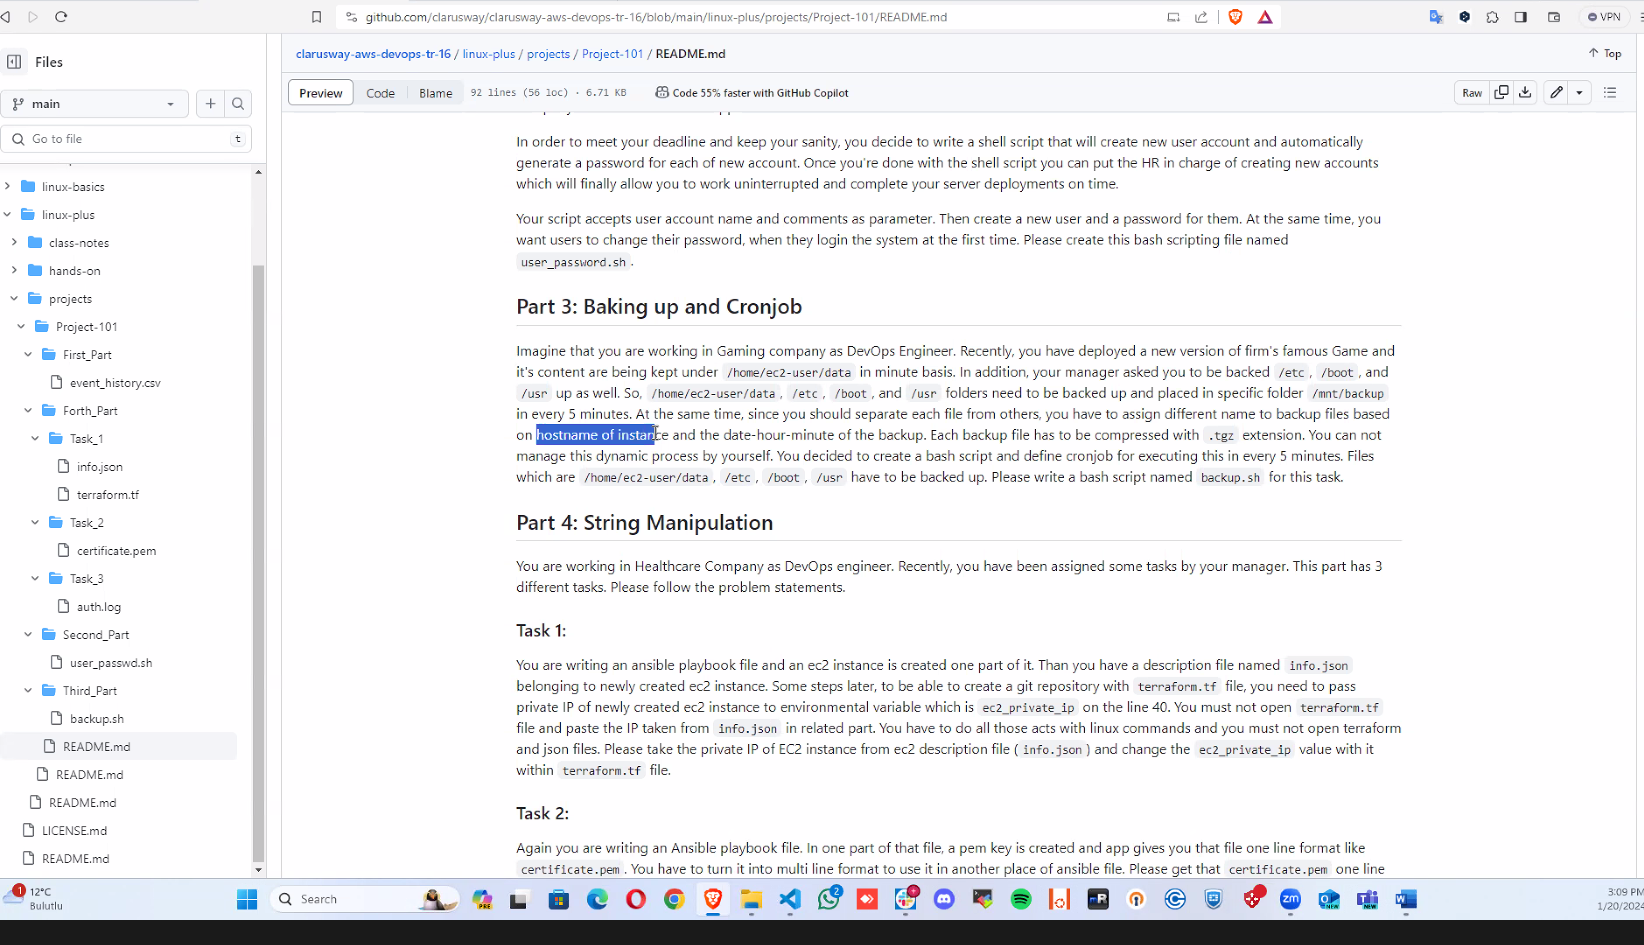 github.com/clarusway/clarusway-aws-devops-tr-16/blob/main/linux-plus/projects/Project-101/README.md
VPN
Files
main
Go to file
t
linux-basics
linux-plus
class-notes
hands-on
projects
Project-101
First_Part
event_history.csv
Forth_Part
Task_1
info.json
terraform.tf
Task_2
certificate.pem
Task_3
auth.log
Second_Part
user_passwd.sh
Third_Part
backup.sh
README.md
README.md
README.md
LICENSE.md
README.md
clarusway-aws-devops-tr-16 / linux-plus / projects / Project-101 / README.md
Top
Preview Code Blame 92 lines (56 loc) · 6.71 KB Code 55% faster with GitHub Copilot
Raw
In order to meet your deadline and keep your sanity, you decide to write a shell script that will create new user account and automatically
generate a password for each of new account. Once you're done with the shell script you can put the HR in charge of creating new accounts
which will finally allow you to work uninterrupted and complete your server deployments on time.
Your script accepts user account name and comments as parameter. Then create a new user and a password for them. At the same time, you
want users to change their password, when they login the system at the first time. Please create this bash scripting file named
user_password.sh .
Part 3: Baking up and Cronjob
Imagine that you are working in Gaming company as DevOps Engineer. Recently, you have deployed a new version of firm's famous Game and
it's content are being kept under /home/ec2-user/data in minute basis. In addition, your manager asked you to be backed /etc , /boot , and
/usr up as well. So, /home/ec2-user/data , /etc , /boot , and /usr folders need to be backed up and placed in specific folder /mnt/backup
in every 5 minutes. At the same time, since you should separate each file from others, you have to assign different name to backup files based
on hostname of instance and the date-hour-minute of the backup. Each backup file has to be compressed with .tgz extension. You can not
manage this dynamic process by yourself. You decided to create a bash script and define cronjob for executing this in every 5 minutes. Files
which are /home/ec2-user/data , /etc , /boot , /usr have to be backed up. Please write a bash script named backup.sh for this task.
Part 4: String Manipulation
You are working in Healthcare Company as DevOps engineer. Recently, you have been assigned some tasks by your manager. This part has 3
different tasks. Please follow the problem statements.
Task 1:
You are writing an ansible playbook file and an ec2 instance is created one part of it. Than you have a description file named info.json
belonging to newly created ec2 instance. Some steps later, to be able to create a git repository with terraform.tf file, you need to pass
private IP of newly created ec2 instance to environmental variable which is ec2_private_ip on the line 40. You must not open terraform.tf
file and paste the IP taken from info.json in related part. You have to do all those acts with linux commands and you must not open terraform
and json files. Please take the private IP of EC2 instance from ec2 description file ( info.json ) and change the ec2_private_ip value with it
within terraform.tf file.
Task 2:
Again you are writing an Ansible playbook file. In one part of that file, a pem key is created and app gives you that file one line format like
certificate.pem . You have to turn it into multi line format to use it in another place of ansible file. Please get that certificate.pem one line
1
12°C
Bulutlu
Search
PRE
2
zm
NEW
NEW
3:09 PM
1/20/2024